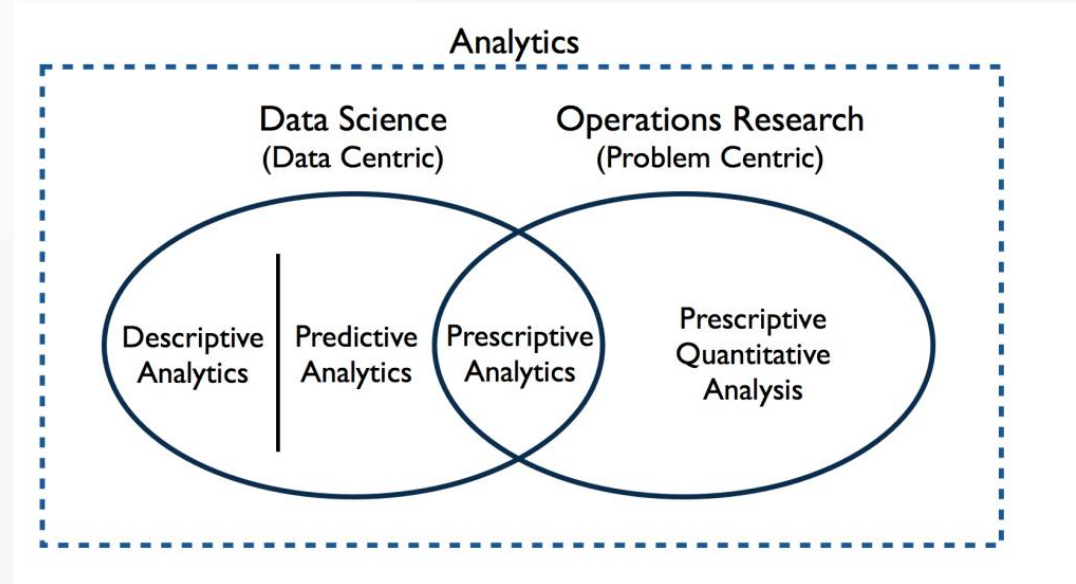 Analytics
Data Science
(Data Centric)
Operations Research
(Problem Centric)
Descriptive
Analytics
Predictive
Analytics
Prescriptive
Analytics
Prescriptive
Quantitative
Analysis